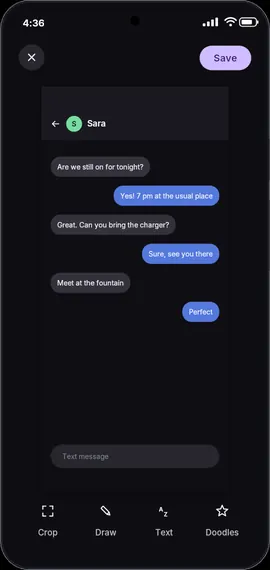 4:36
Save
S
Sara
Are we still on for tonight?
Yes! 7 pm at the usual place
Great. Can you bring the charger?
Sure, see you there
Meet at the fountain
Perfect
Text message
A
Z
Crop
Draw
Text
Doodles